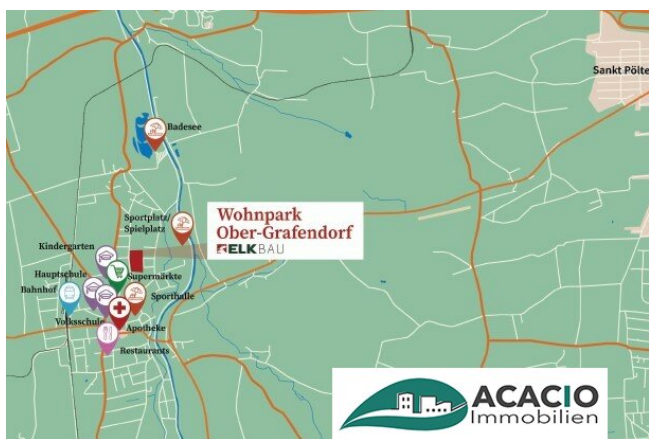 Sankt Pölte
Badesee
Sportplatz/
Spielplatz
Wohnpark
Ober-Grafendorf
ELKBAU
Kindergarten
Hauptschule
Supermärkte
Bahnhof
Sporthalle
Volksschule
Apotheke
Restaurants
ACACIO
Immobilien